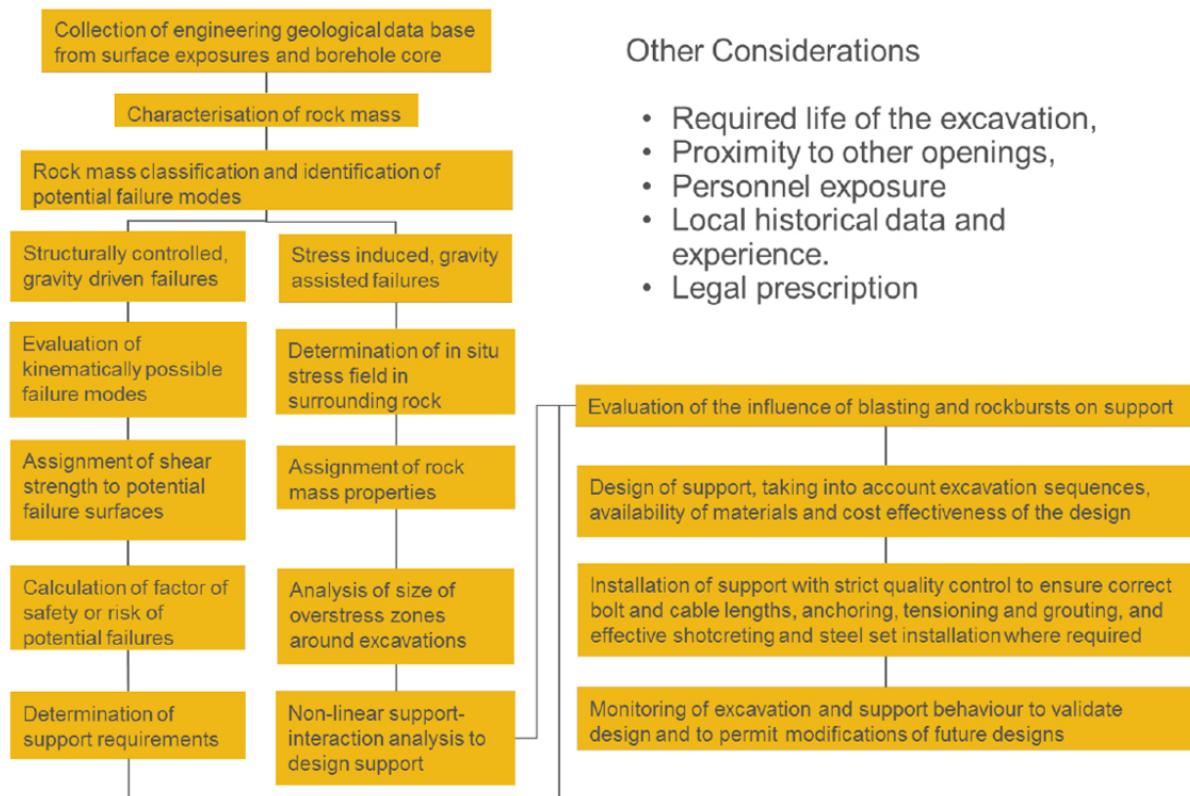 Collection of engineering geological data base
from surface exposures and borehole core
Characterisation of rock mass
Rock mass classification and identification of
potential failure modes
Structurally controlled,
gravity driven failures
Evaluation of
kinematically possible
failure modes
Assignment of shear
strength to potential
failure surfaces
Calculation of factor of
safety or risk of
potential failures
Determination of
support requirements
Stress induced, gravity
assisted failures
Determination of in situ
stress field in
surrounding rock
Assignment of rock
mass properties
Analysis of size of
overstress zones
around excavations
Non-linear support-
interaction analysis to
design support
Other Considerations
• Required life of the excavation,
• Proximity to other openings,
• Personnel exposure
• Local historical data and
experience.
• Legal prescription
Evaluation of the influence of blasting and rockbursts on support
Design of support, taking into account excavation sequences,
availability of materials and cost effectiveness of the design
Installation of support with strict quality control to ensure correct
bolt and cable lengths, anchoring, tensioning and grouting, and
effective shotcreting and steel set installation where required
Monitoring of excavation and support behaviour to validate
design and to permit modifications of future designs